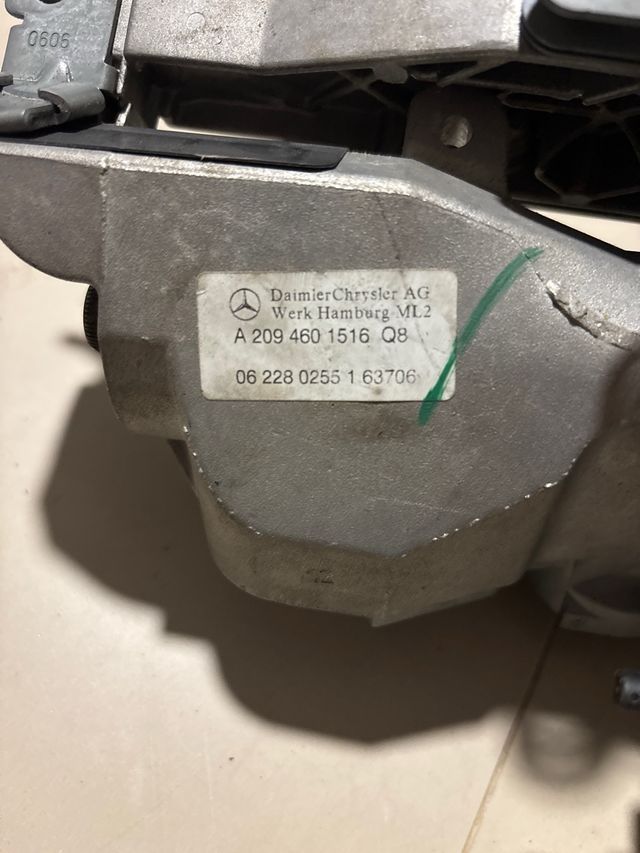 0606
DaimlerChrysler AG
Werk Hamburg ML2
A 209 460 1516 Q8
06 228 0255 1 63706